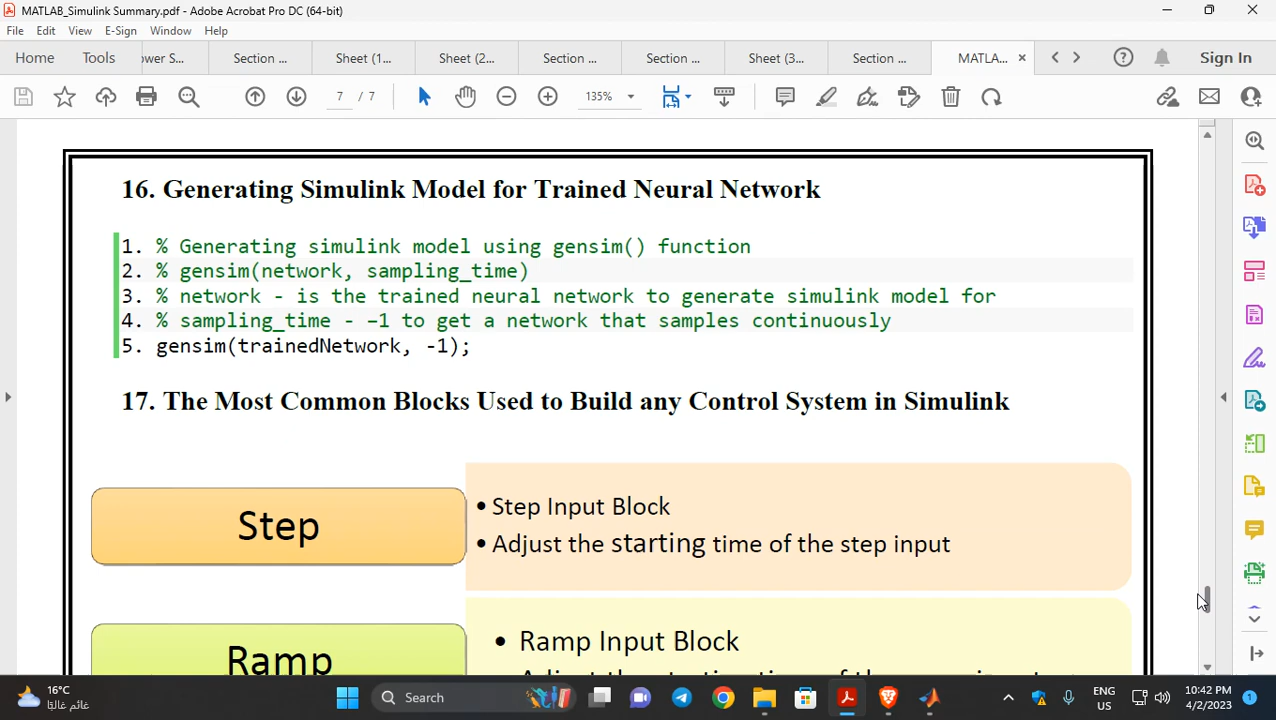 MATLAB_Simulink Summary.pdf - Adobe Acrobat Pro DC (64-bit)
File Edit View E-Sign Window Help
Home Tools ower S... Section ... Sheet (1... Sheet (2... Section ... Section ... Sheet (3... Section ... MATLA... Sign In
7 / 7 135%
16. Generating Simulink Model for Trained Neural Network
1. % Generating simulink model using gensim() function
2. % gensim(network, sampling_time)
3. % network - is the trained neural network to generate simulink model for
4. % sampling_time - –1 to get a network that samples continuously
5. gensim(trainedNetwork, -1);
17. The Most Common Blocks Used to Build any Control System in Simulink
Step
• Step Input Block
• Adjust the starting time of the step input
Ramp
• Ramp Input Block
16°C
غائم غالبًا
Search
ENG
US
10:42 PM
4/2/2023
1